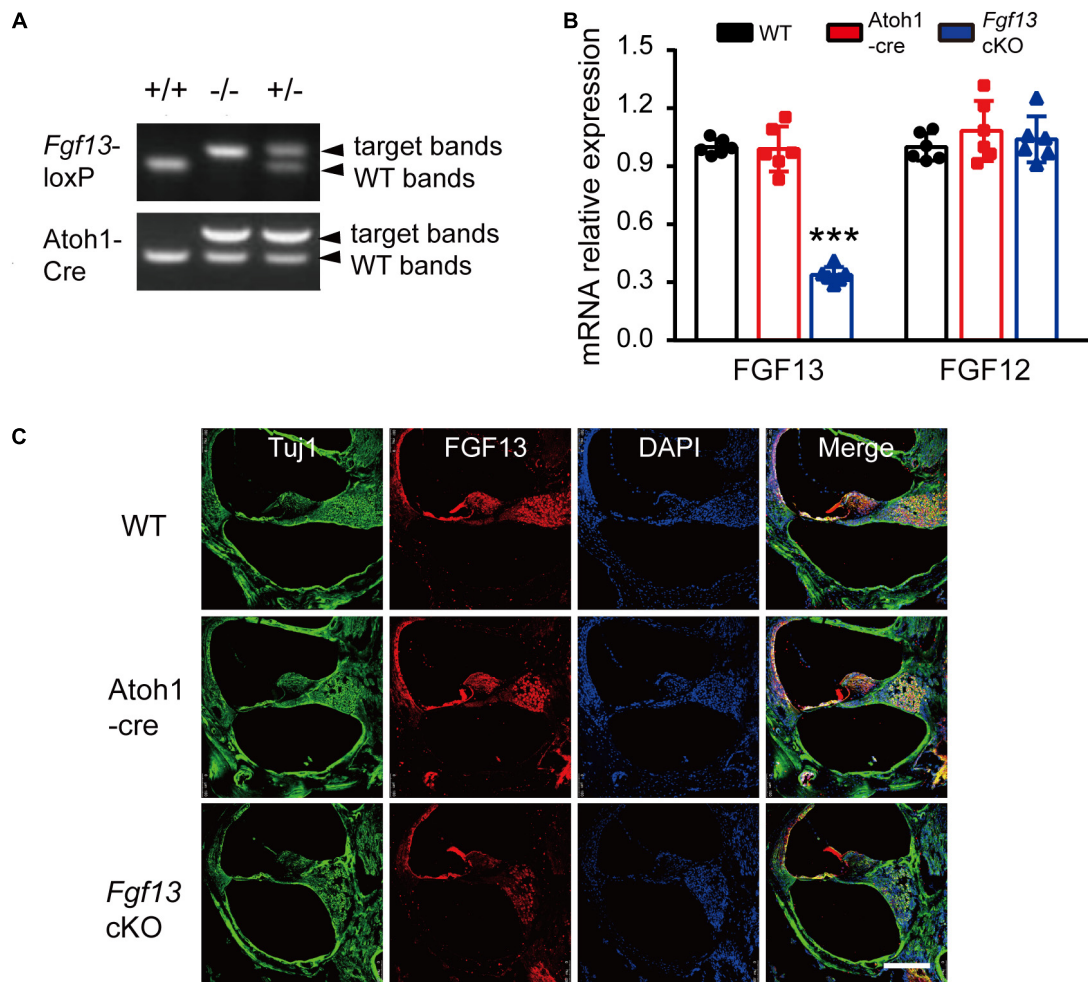 A
+/+ -/- +/-
Fgf13-
loxP
target bands
WT bands
Atoh1-
Cre
target bands
WT bands
B
WT
Atoh1
-cre
Fgf13
cKO
mRNA relative expression
1.5
1.2
0.9
0.6
0.3
0.0
***
FGF13 FGF12
C
Tuj1 FGF13 DAPI Merge
WT
Atoh1
-cre
Fgf13
cKO